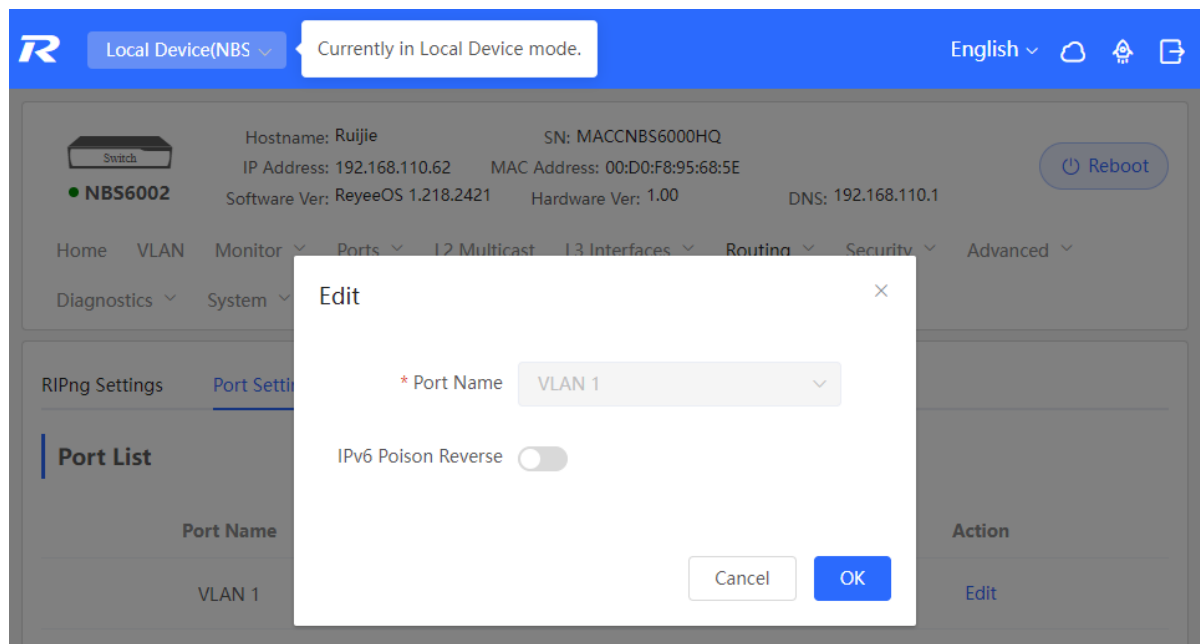 Local Device(NBS
Currently in Local Device mode.
English
Switch
NBS6002
Hostname: Ruijie
SN: MACCNBS6000HQ
IP Address: 192.168.110.62
MAC Address: 00:D0:F8:95:68:5E
Software Ver: ReyeeOS 1.218.2421
Hardware Ver: 1.00
DNS: 192.168.110.1
Reboot
Home VLAN Monitor Ports L2 Multicast L3 Interfaces Routing Security Advanced
Diagnostics System
Edit
RIPng Settings Port Settin
* Port Name VLAN 1
IPv6 Poison Reverse
Port List
Port Name Action
Cancel OK
VLAN 1 Edit